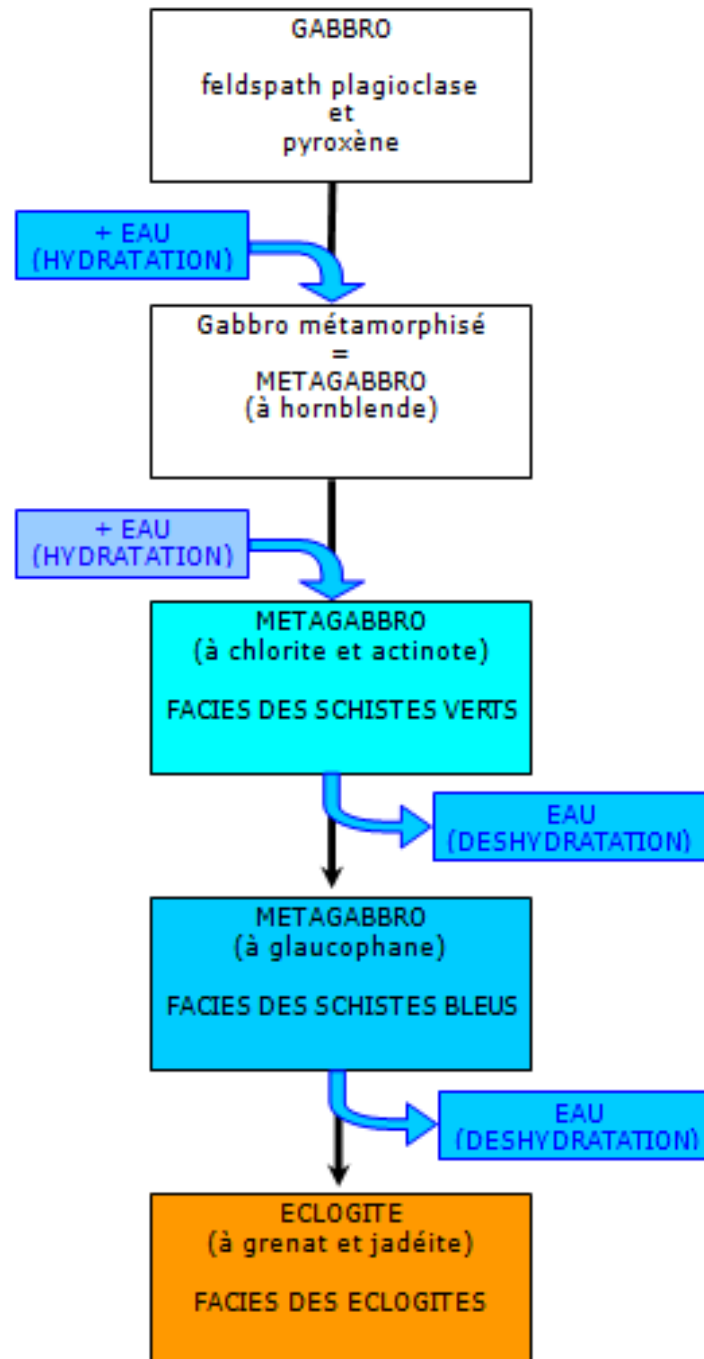 GABBRO
feldspath plagioclase
et
pyroxène
+ EAU
(HYDRATATION)
Gabbro métamorphisé
=
METAGABBRO
(à hornblende)
+ EAU
(HYDRATATION)
METAGABBRO
(à chlorite et actinote)
FACIES DES SCHISTES VERTS
EAU
(DESHYDRATATION)
METAGABBRO
(à glaucophane)
FACIES DES SCHISTES BLEUS
EAU
(DESHYDRATATION)
ECLOGITE
(à grenat et jadéite)
FACIES DES ECLOGITES